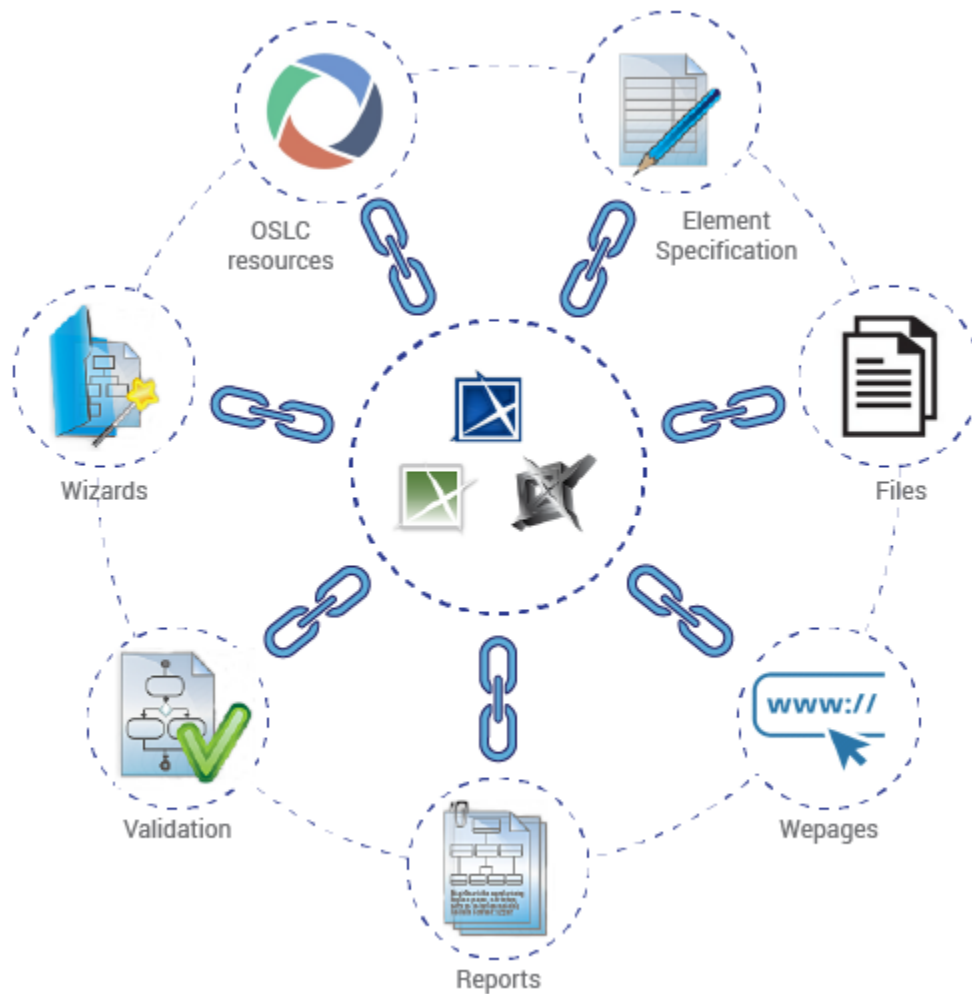 OSLC
resources
Element
Specification
Wizards
Files
www://
Validation
Wepages
Reports